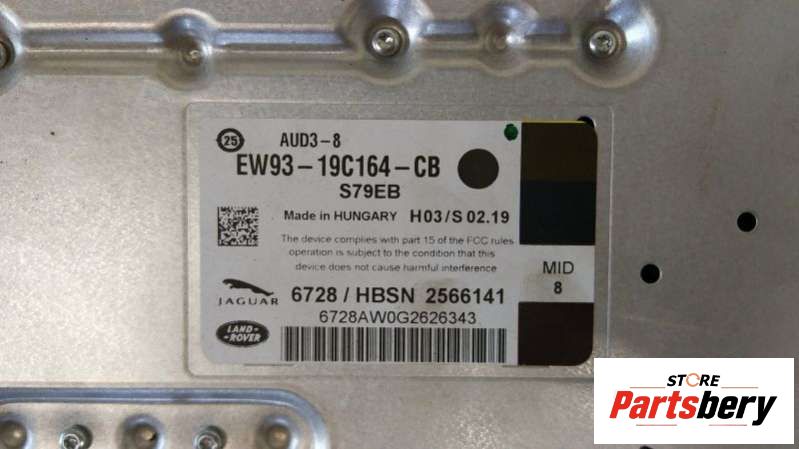 25
AUD3-8
EW93-19C164-CB
S79EB
Made in HUNGARY H03/S 02.19
The device complies with part 15 of the FCC rules
operation is subject to the condition that this
device does not cause harmful interference
MID
8
JAGUAR
6728 / HBSN 2566141
6728AW0G2626343
LAND-
-ROVER
STORE
Partsbery